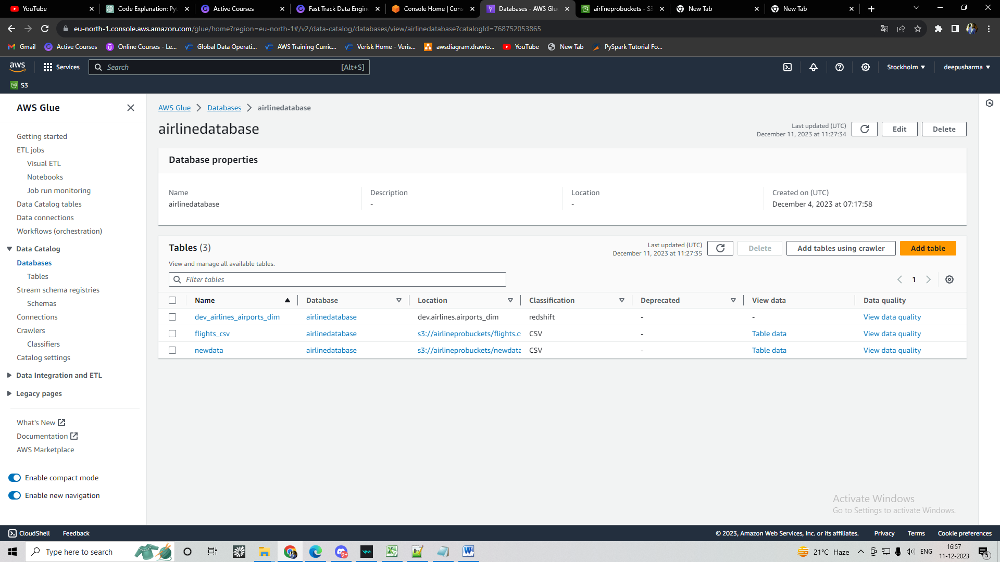 YouTube
Code Explanation: Pyt
Active Courses
Fast Track Data Engin
Console Home | Cons
Databases - AWS Glu
airlineprobuckets - S3
New Tab
New Tab
eu-north-1.console.aws.amazon.com/glue/home?region=eu-north-1#/v2/data-catalog/databases/view/airlinedatabase?catalogId=768752053865
Gmail
Active Courses
Online Courses - Le...
Global Data Operati...
AWS Training Curric...
Verisk Home - Veris...
awsdiagram.drawio...
YouTube
New Tab
PySpark Tutorial Fo...
aws
Services
Search
[Alt+S]
Stockholm
deepusharma
S3
AWS Glue
Getting started
ETL jobs
Visual ETL
Notebooks
Job run monitoring
Data Catalog tables
Data connections
Workflows (orchestration)
Data Catalog
Databases
Tables
Stream schema registries
Schemas
Connections
Crawlers
Classifiers
Catalog settings
Data Integration and ETL
Legacy pages
What's New
Documentation
AWS Marketplace
Enable compact mode
Enable new navigation
AWS Glue > Databases > airlinedatabase
airlinedatabase
Last updated (UTC)
December 11, 2023 at 11:27:34
Edit
Delete
Database properties
Name
airlinedatabase
Description
-
Location
-
Created on (UTC)
December 4, 2023 at 07:17:58
Tables (3)
Last updated (UTC)
December 11, 2023 at 11:27:35
Delete
Add tables using crawler
Add table
View and manage all available tables.
Filter tables
1
Name Database Location Classification Deprecated View data Data quality
dev_airlines_airports_dim airlinedatabase dev.airlines.airports_dim redshift - - View data quality
flights_csv airlinedatabase s3://airlineprobuckets/flights.c CSV - Table data View data quality
newdata airlinedatabase s3://airlineprobuckets/newdata CSV - Table data View data quality
Activate Windows
Go to Settings to activate Windows.
CloudShell
Feedback
© 2023, Amazon Web Services, Inc. or its affiliates.
Privacy
Terms
Cookie preferences
Type here to search
9+
21°C Haze
ENG
16:57
11-12-2023
5